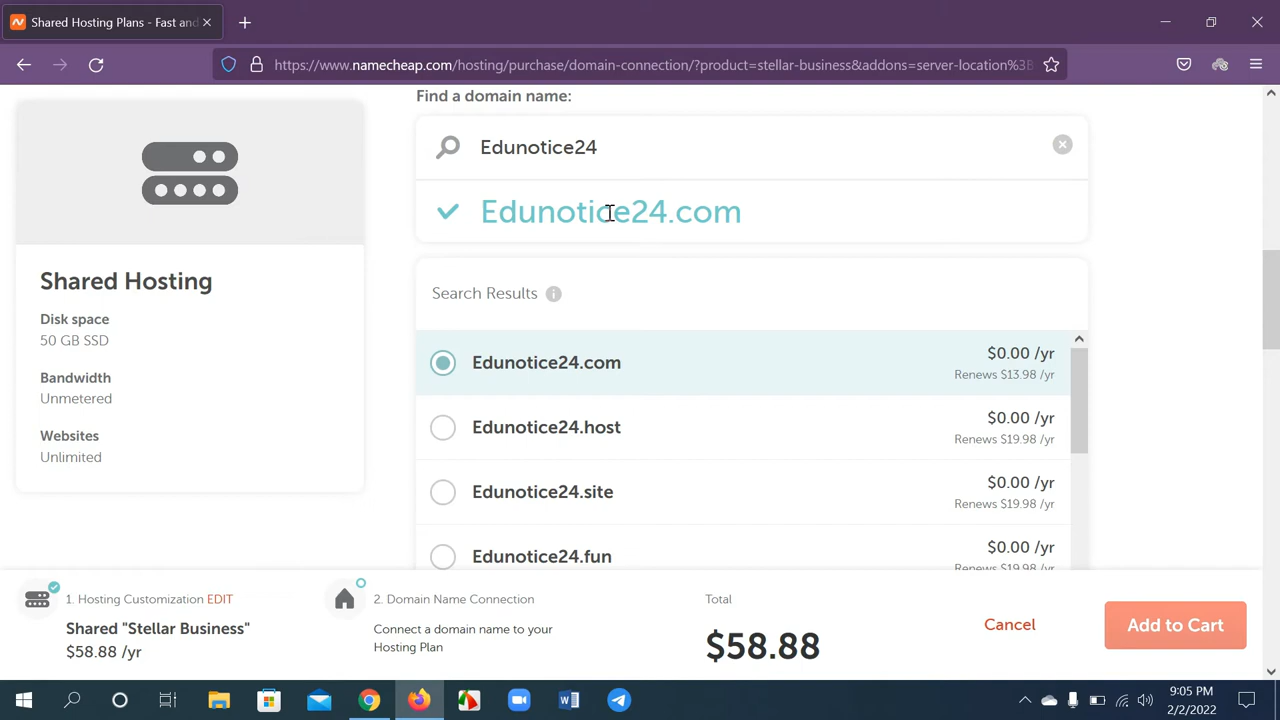 Shared Hosting Plans - Fast and
https://www.namecheap.com/hosting/purchase/domain-connection/?product=stellar-business&addons=server-location%3
Find a domain name:
Edunotice24
Edunotice24.com
Shared Hosting
Disk space
50 GB SSD
Bandwidth
Unmetered
Websites
Unlimited
Search Results
Edunotice24.com
$0.00 /yr
Renews $13.98 /yr
Edunotice24.host
$0.00 /yr
Renews $19.98 /yr
Edunotice24.site
$0.00 /yr
Renews $19.98 /yr
Edunotice24.fun
$0.00 /yr
Renews $19.98 /yr
1. Hosting Customization EDIT
Shared "Stellar Business"
$58.88 /yr
2. Domain Name Connection
Connect a domain name to your
Hosting Plan
Total
$58.88
Cancel
Add to Cart
9:05 PM
2/2/2022